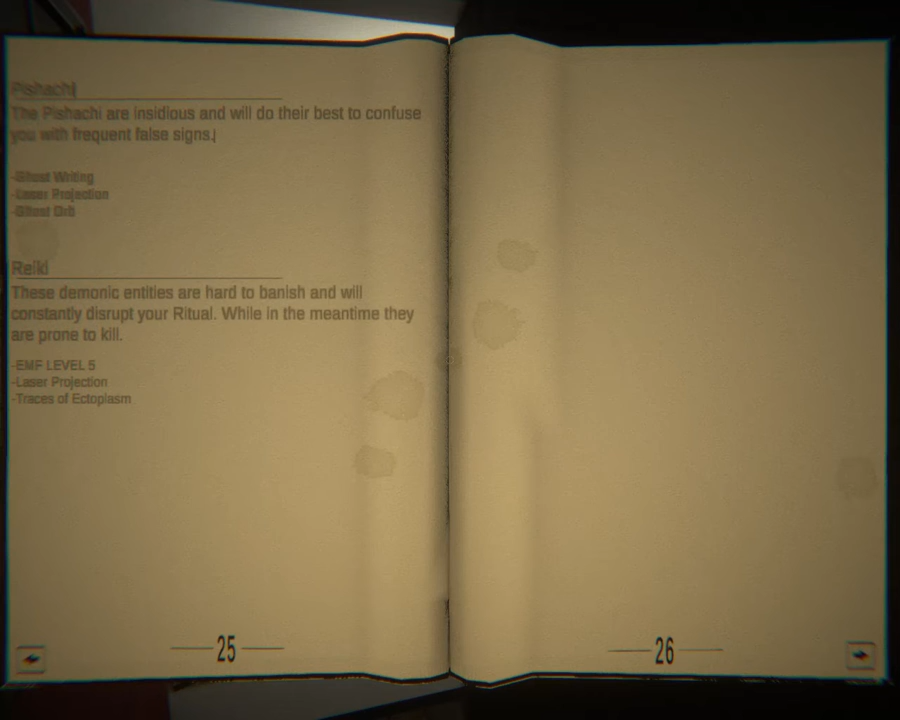 Pishachi
The Pishachi are insidious and will do their best to confuse
you with frequent false signs.
-Ghost Writing
-Laser Projection
-Ghost Orb
Reiki
These demonic entities are hard to banish and will
constantly disrupt your Ritual. While in the meantime they
are prone to kill.
-EMF LEVEL 5
-Laser Projection
-Traces of Ectoplasm
25
26